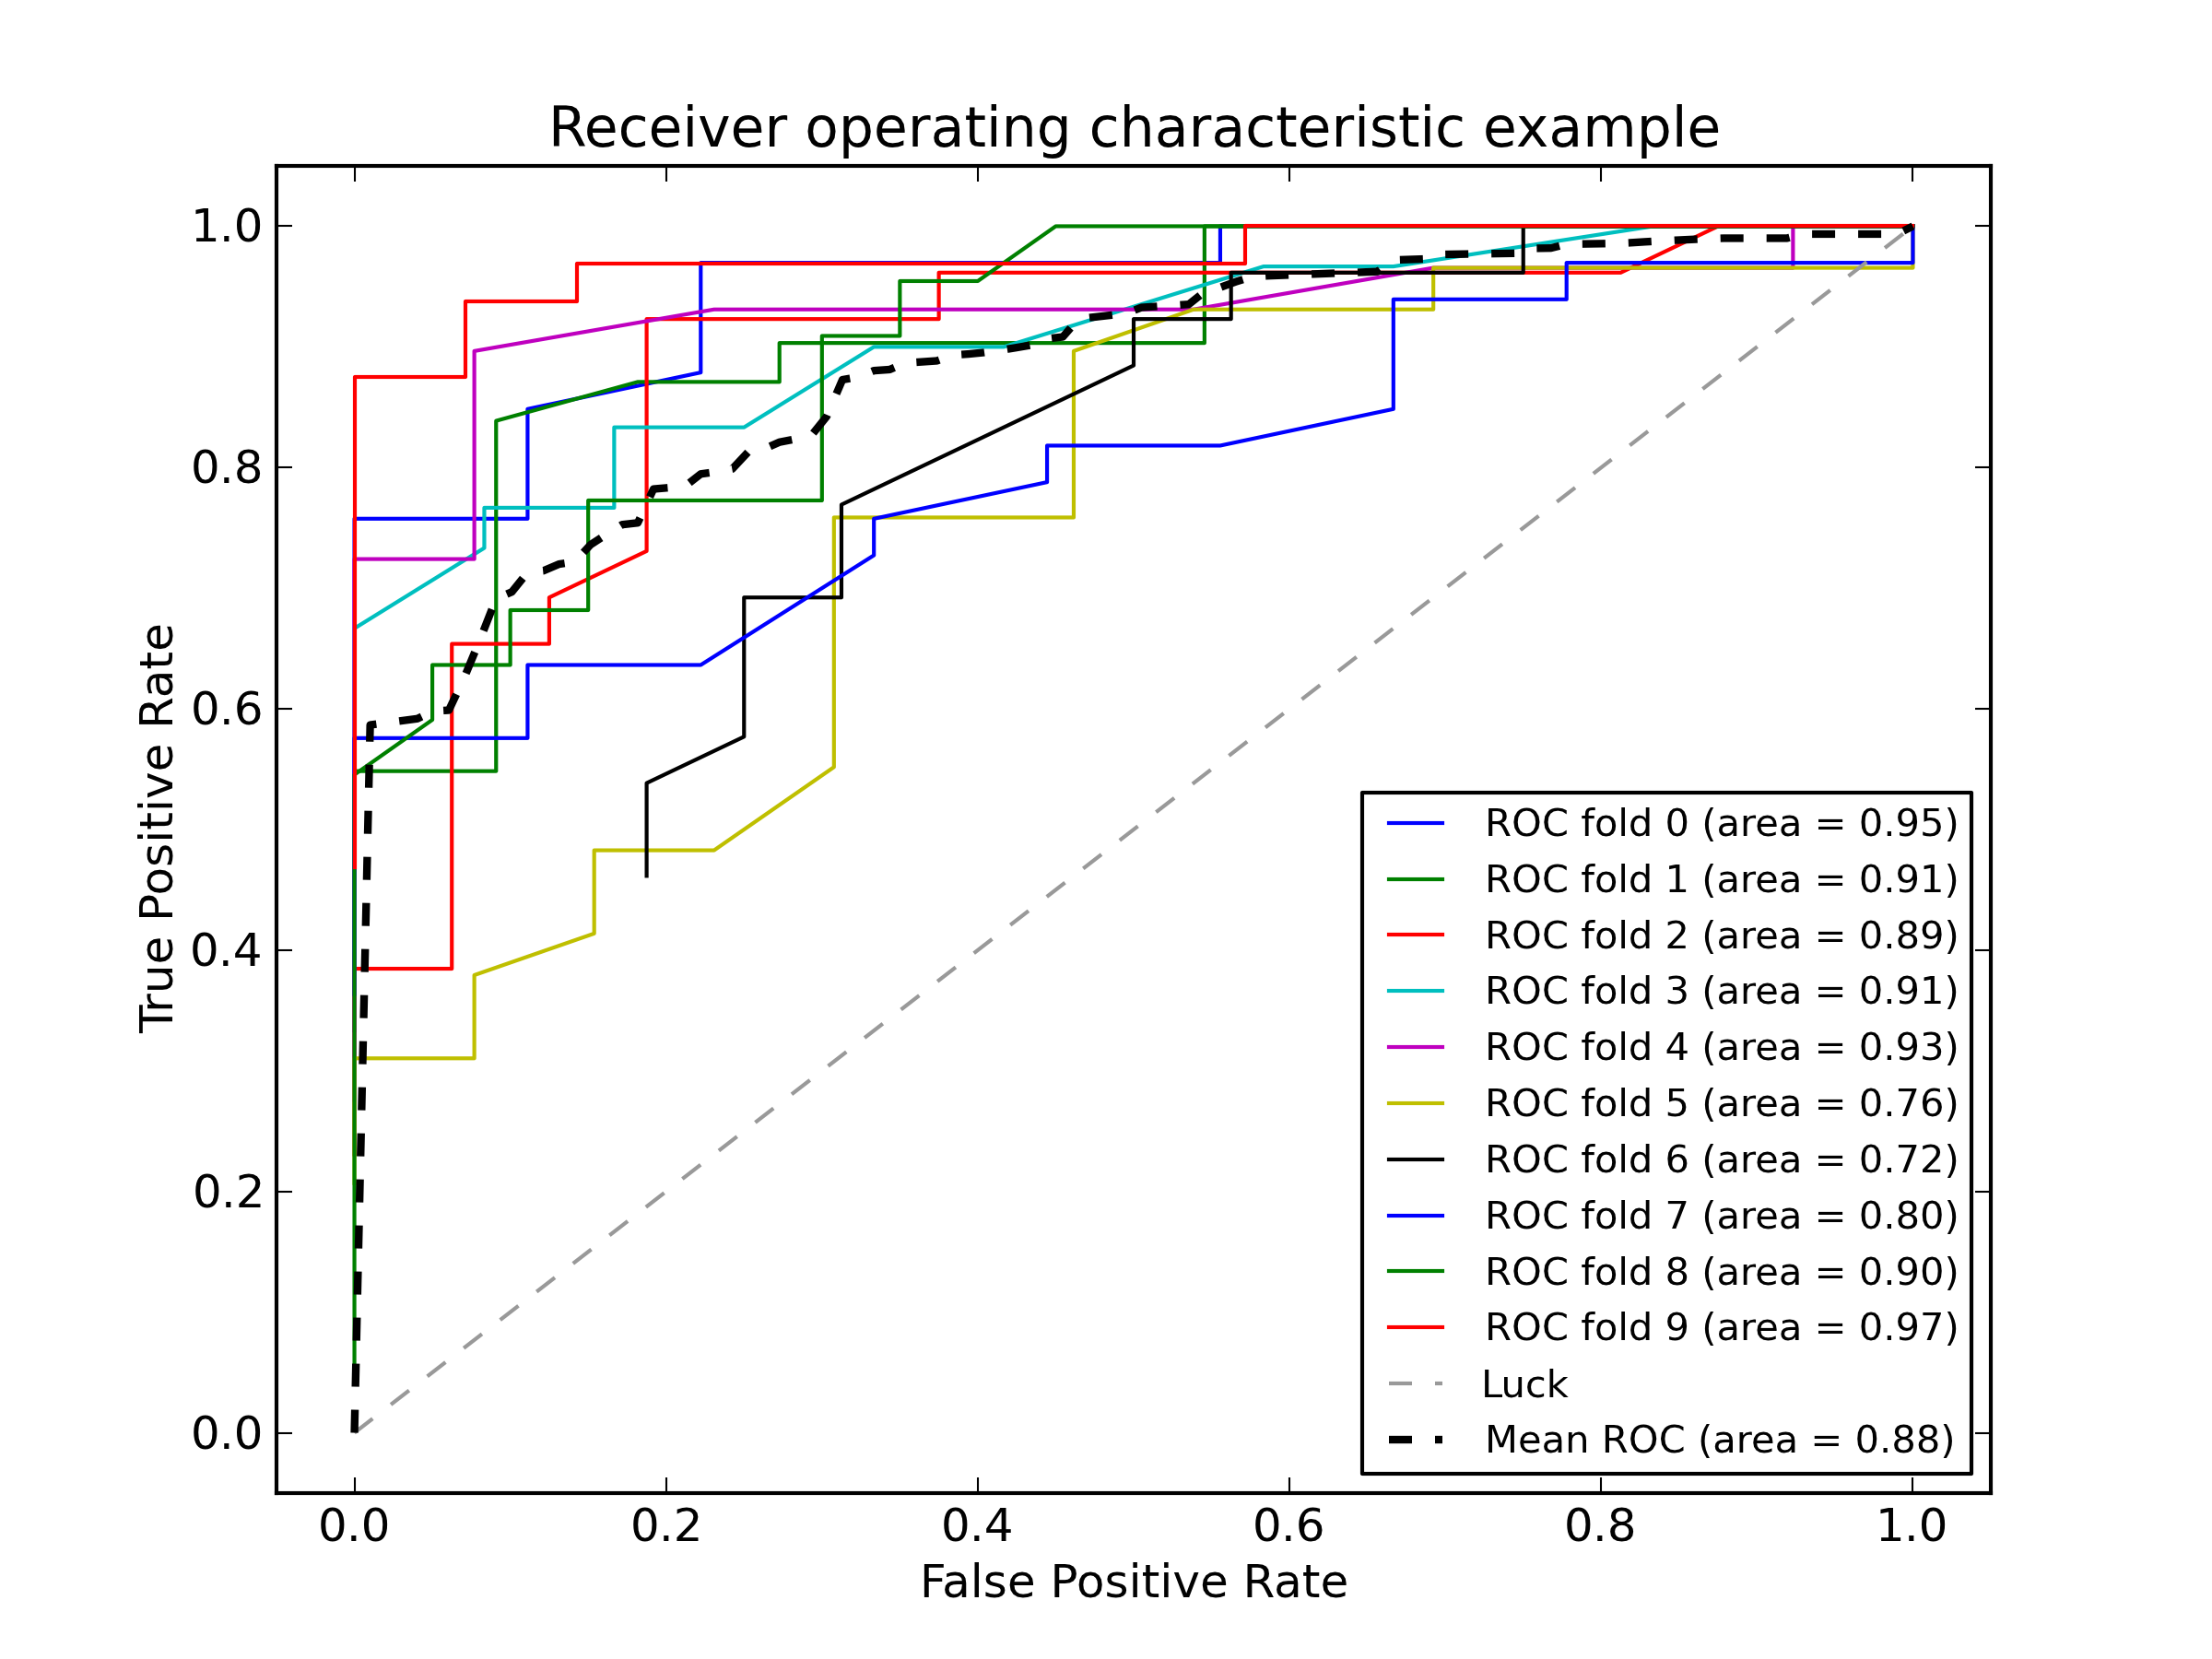 Receiver operating characteristic example
1.0
0.8
0.6
0.4
0.2
0.0
True Positive Rate
0.0 0.2 0.4 0.6 0.8 1.0
False Positive Rate
ROC fold 0 (area = 0.95)
ROC fold 1 (area = 0.91)
ROC fold 2 (area = 0.89)
ROC fold 3 (area = 0.91)
ROC fold 4 (area = 0.93)
ROC fold 5 (area = 0.76)
ROC fold 6 (area = 0.72)
ROC fold 7 (area = 0.80)
ROC fold 8 (area = 0.90)
ROC fold 9 (area = 0.97)
Luck
Mean ROC (area = 0.88)